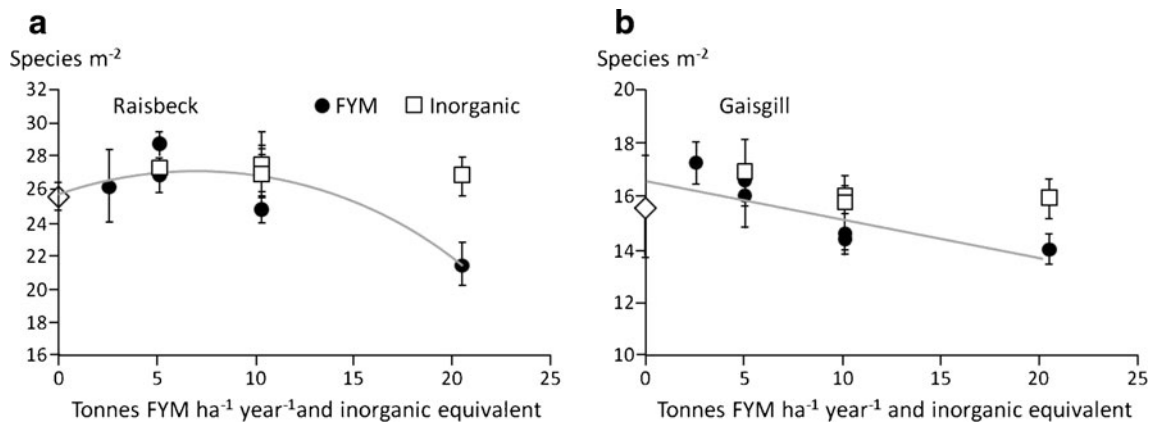 a
Species m⁻²
32
30
28
26
24
22
20
18
16
Raisbeck
FYM
Inorganic
0 5 10 15 20 25
Tonnes FYM ha⁻¹ year⁻¹and inorganic equivalent
b
Species m⁻²
20
18
16
14
12
10
Gaisgill
0 5 10 15 20 25
Tonnes FYM ha⁻¹ year⁻¹ and inorganic equivalent